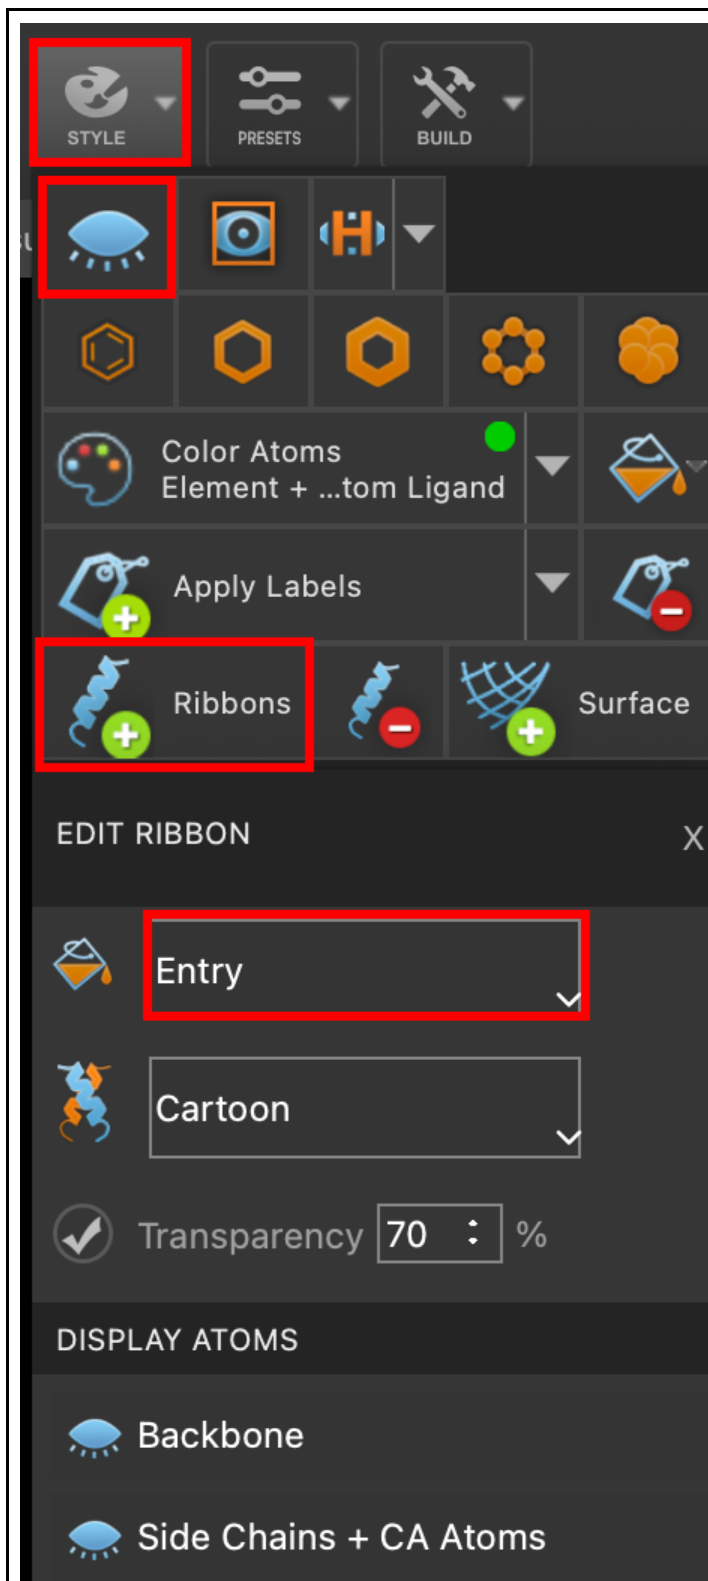 STYLE
PRESETS
BUILD
Color Atoms
Element + ...tom Ligand
Apply Labels
Ribbons
Surface
EDIT RIBBON
X
Entry
Cartoon
Transparency 70 %
DISPLAY ATOMS
Backbone
Side Chains + CA Atoms